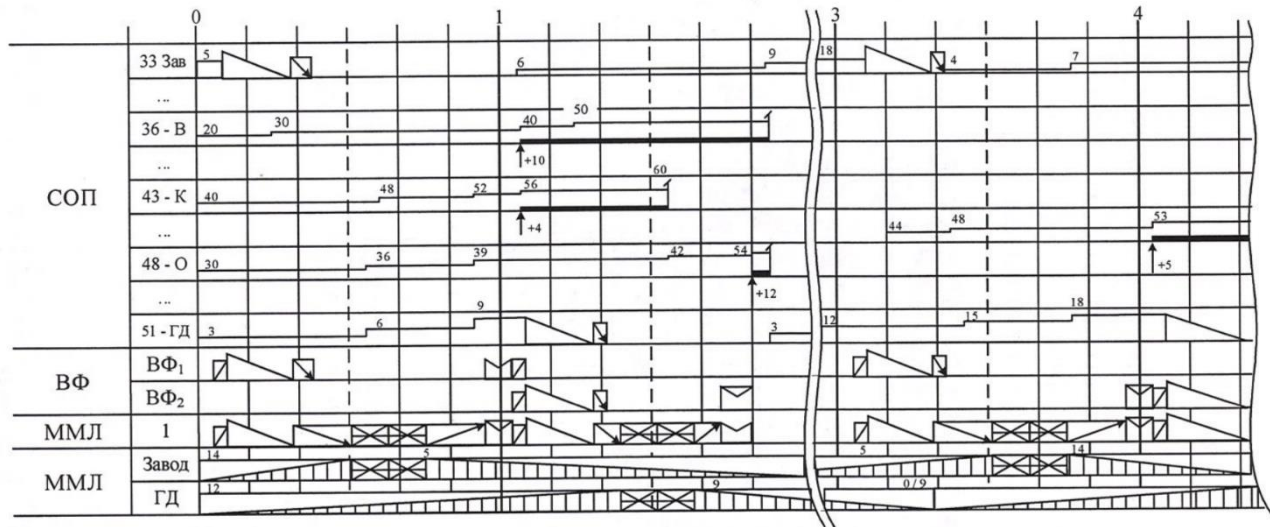 0 1 3 4
33 Зав 5 6 9 18 4 7
...
50
36 - В 20 30 40
+10
...
60
43 - К 40 48 52 56
... +4 44 48 53
48 - О 30 36 39 42 54
+12 +5
... 9 18
51 - ГД 3 6 3 12 15
СОП
ВФ ВФ₁
ВФ₂
ММЛ 1
ММЛ Завод 14 5 5 14
ГД 12 9 0/9